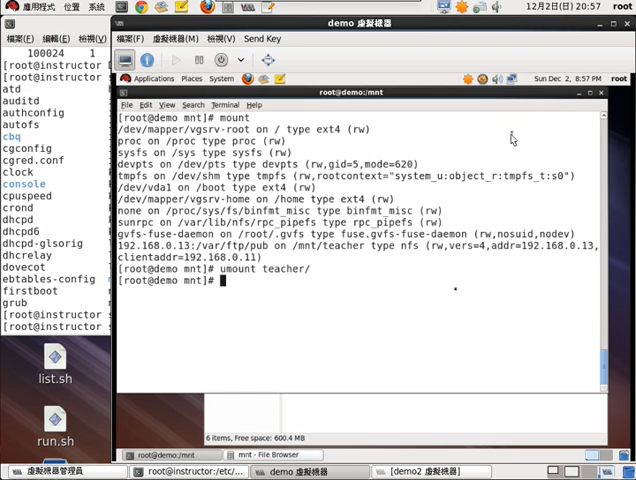 應用程式 位置 系統
12月2日(日) 20:57 root
demo 虛擬機器
檔案(F) 編輯(E) 檢
檔案(F) 虛擬機器(M) 檢視(V) Send Key
100024 1
[root@instructor
[root@instructor s
atd
auditd
authconfig
autofs
cbq
cgconfig
cgred.conf
clock
console
cpuspeed
crond
dhcpd
dhcpd6
dhcpd-glsorig
dhcrelay
dovecot
ebtables-config
firstboot
grub
[root@instructor s
[root@instructor s
Applications Places System
Sun Dec 2, 8:57 PM root
root@demo:/mnt
File Edit View Search Terminal Help
[root@demo mnt]# mount
/dev/mapper/vgsrv-root on / type ext4 (rw)
proc on /proc type proc (rw)
sysfs on /sys type sysfs (rw)
devpts on /dev/pts type devpts (rw,gid=5,mode=620)
tmpfs on /dev/shm type tmpfs (rw,rootcontext="system_u:object_r:tmpfs_t:s0")
/dev/vda1 on /boot type ext4 (rw)
/dev/mapper/vgsrv-home on /home type ext4 (rw)
none on /proc/sys/fs/binfmt_misc type binfmt_misc (rw)
sunrpc on /var/lib/nfs/rpc_pipefs type rpc_pipefs (rw)
gvfs-fuse-daemon on /root/.gvfs type fuse.gvfs-fuse-daemon (rw,nosuid,nodev)
192.168.0.13:/var/ftp/pub on /mnt/teacher type nfs (rw,vers=4,addr=192.168.0.13,
clientaddr=192.168.0.11)
[root@demo mnt]# umount teacher/
[root@demo mnt]#
list.sh
run.sh
6 items, Free space: 600.4 MB
root@demo:/mnt
mnt - File Browser
虛擬機器管理員
root@instructor:/etc/...
demo 虛擬機器
[demo2 虛擬機器]